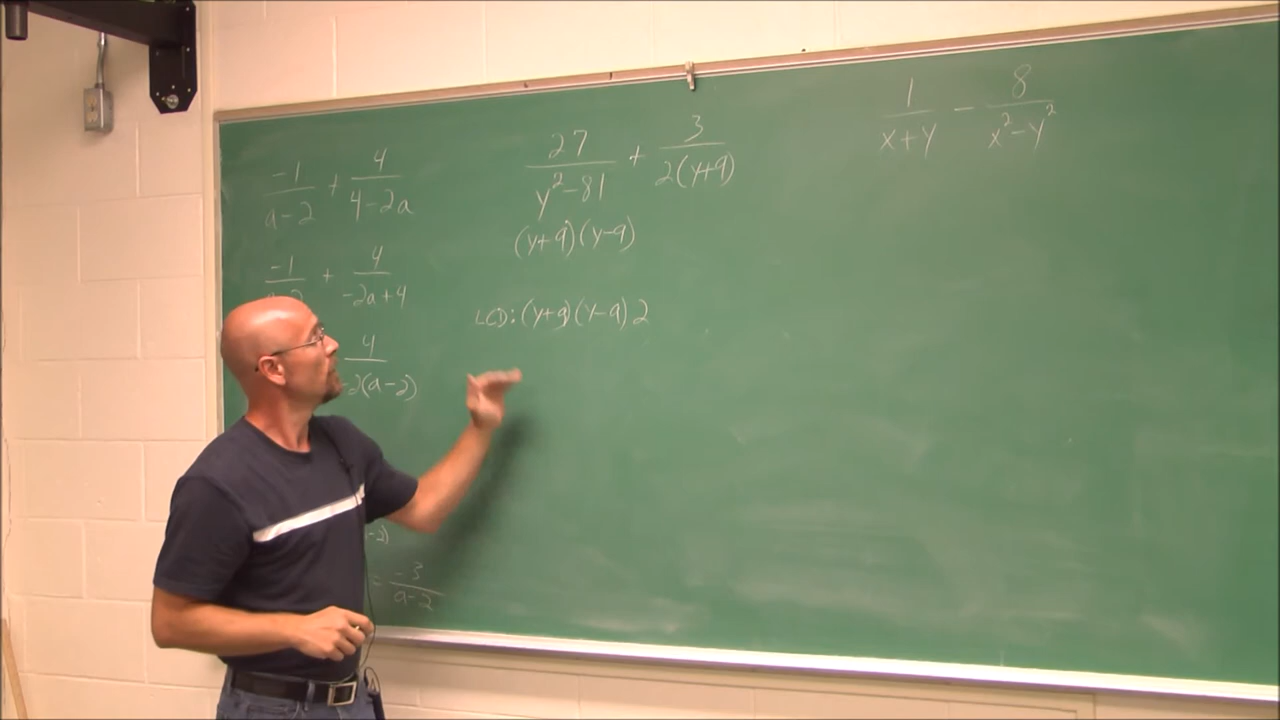 -1/(a-2) + 4/(4-2a)
-1/ + 4/(-2a+4)
4/(-2(a-2))
-2)
= -3/(a-2)
27/(y²-81) + 3/(2(y+9))
(y+9)(y-9)
LCD: (y+9)(y-9)2
1/(x+y) - 8/(x²-y²)